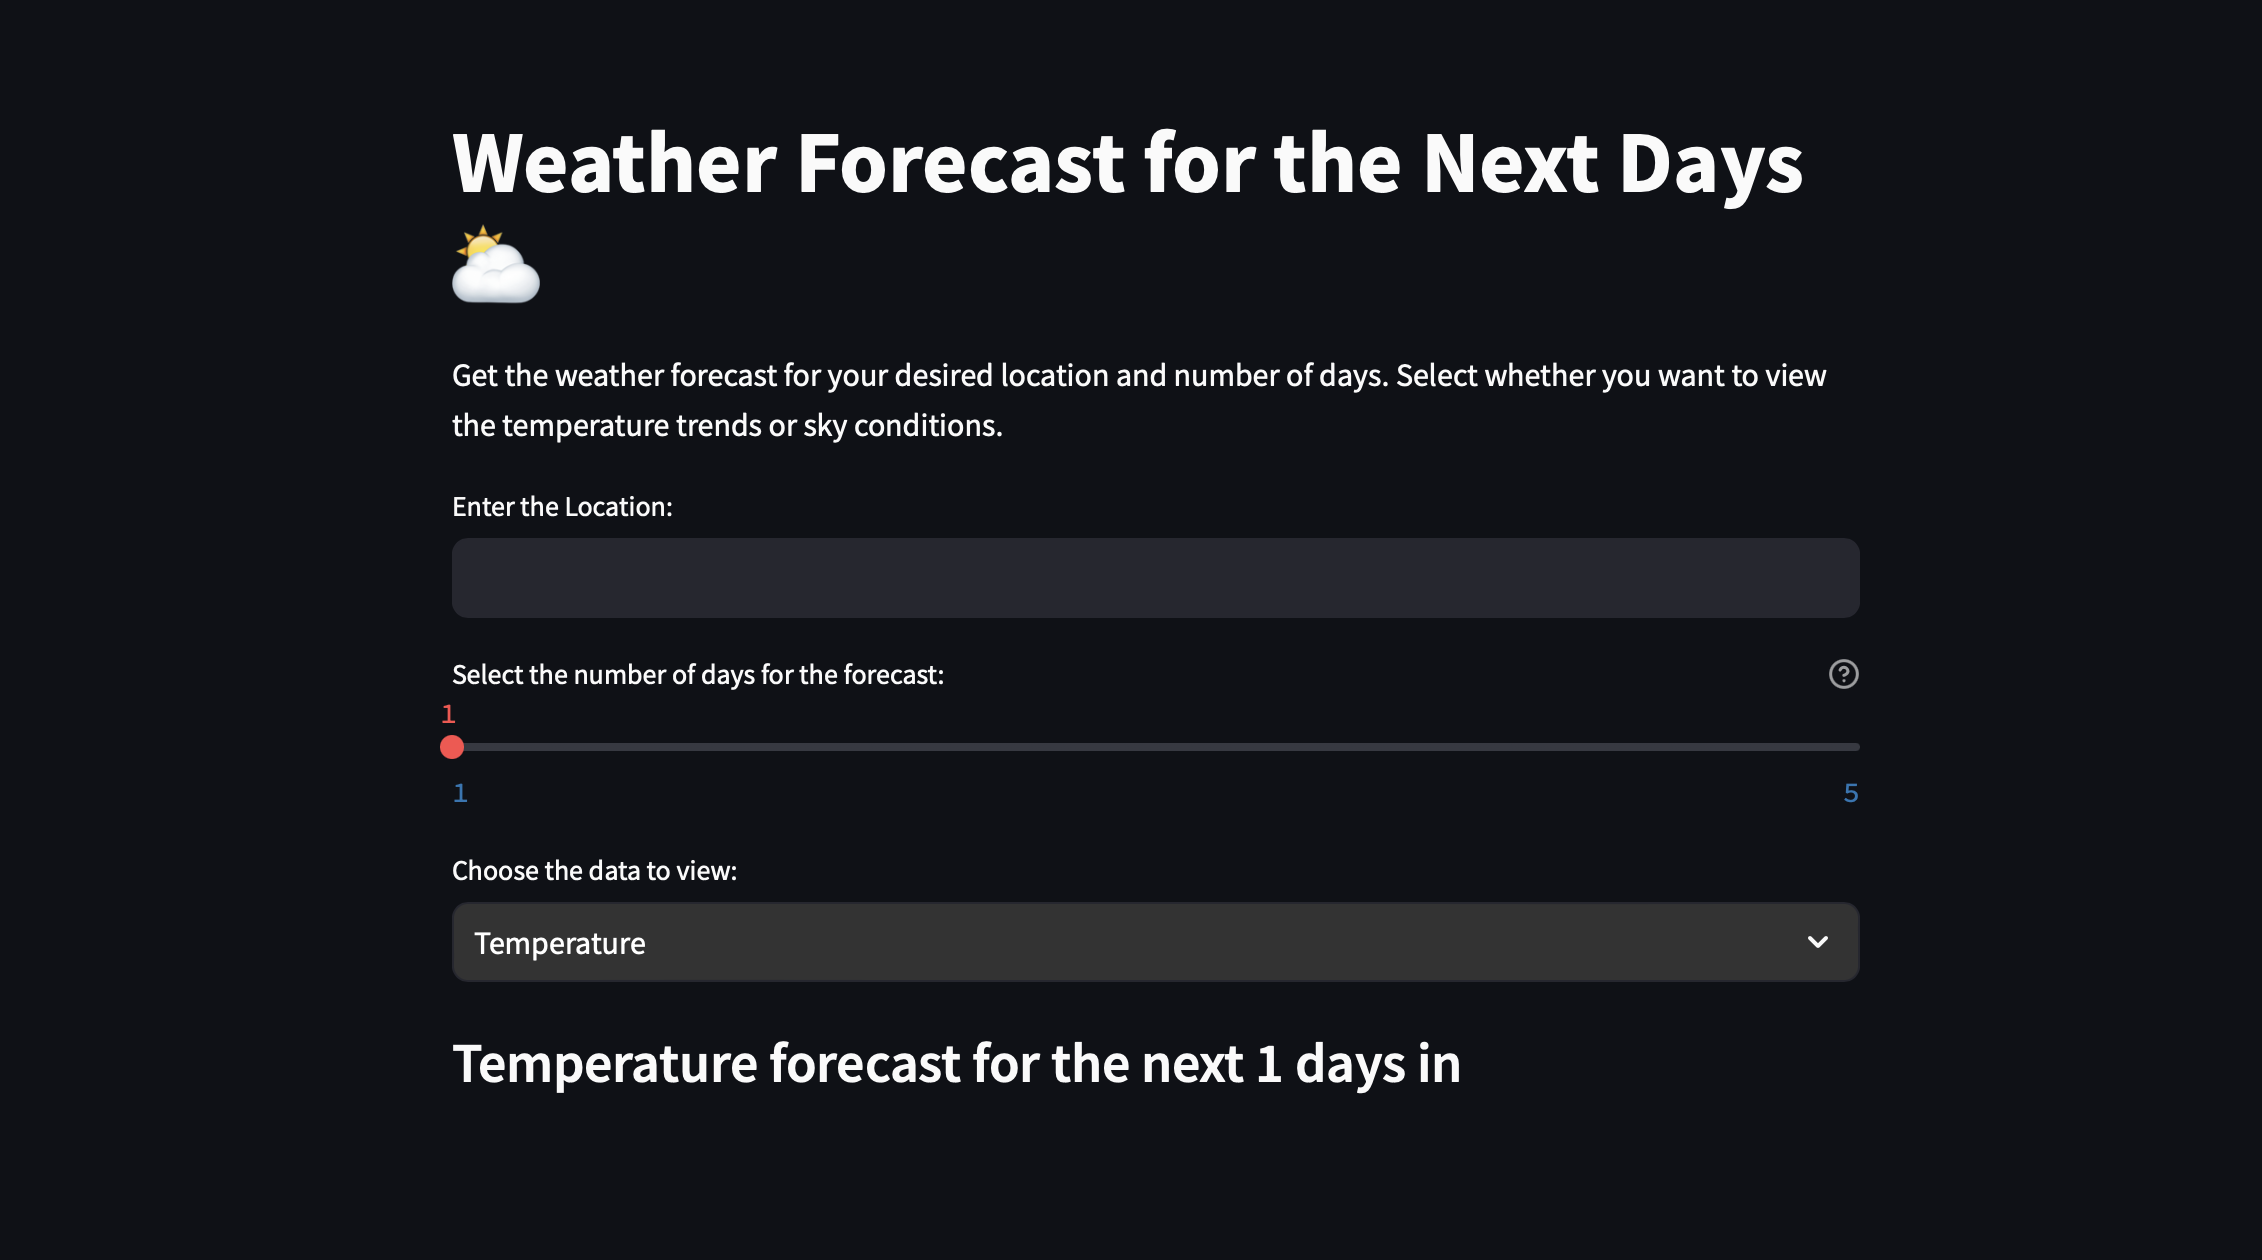 Weather Forecast for the Next Days
Get the weather forecast for your desired location and number of days. Select whether you want to view
the temperature trends or sky conditions.
Enter the Location:
Select the number of days for the forecast:
1
1 5
Choose the data to view:
Temperature
Temperature forecast for the next 1 days in